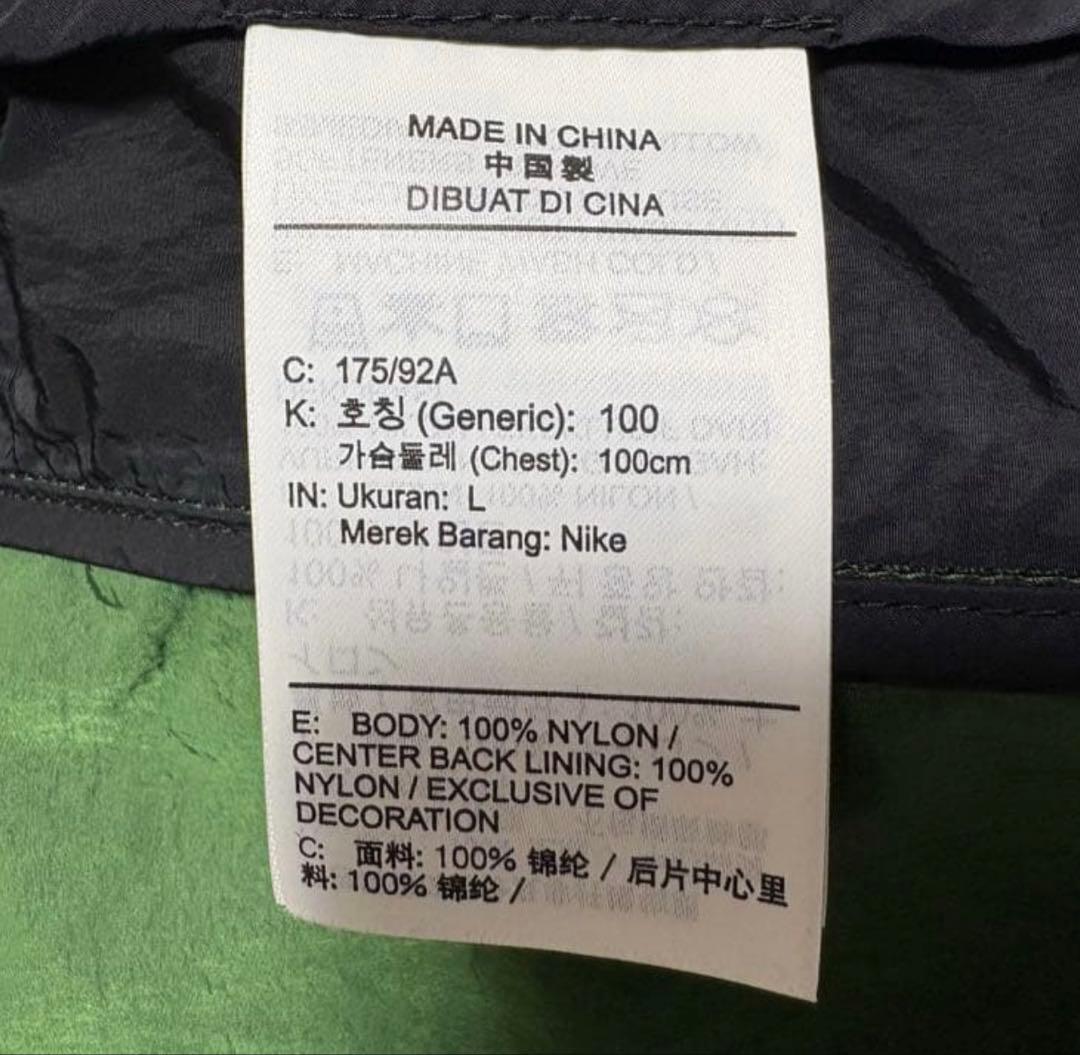 MADE IN CHINA
中国製
DIBUAT DI CINA
C: 175/92A
K: 호칭 (Generic): 100
가슴둘레 (Chest): 100cm
IN: Ukuran: L
Merek Barang: Nike
E: BODY: 100% NYLON /
CENTER BACK LINING: 100%
NYLON / EXCLUSIVE OF
DECORATION
C: 面料: 100% 锦纶 / 后片中心里
料: 100% 锦纶 /